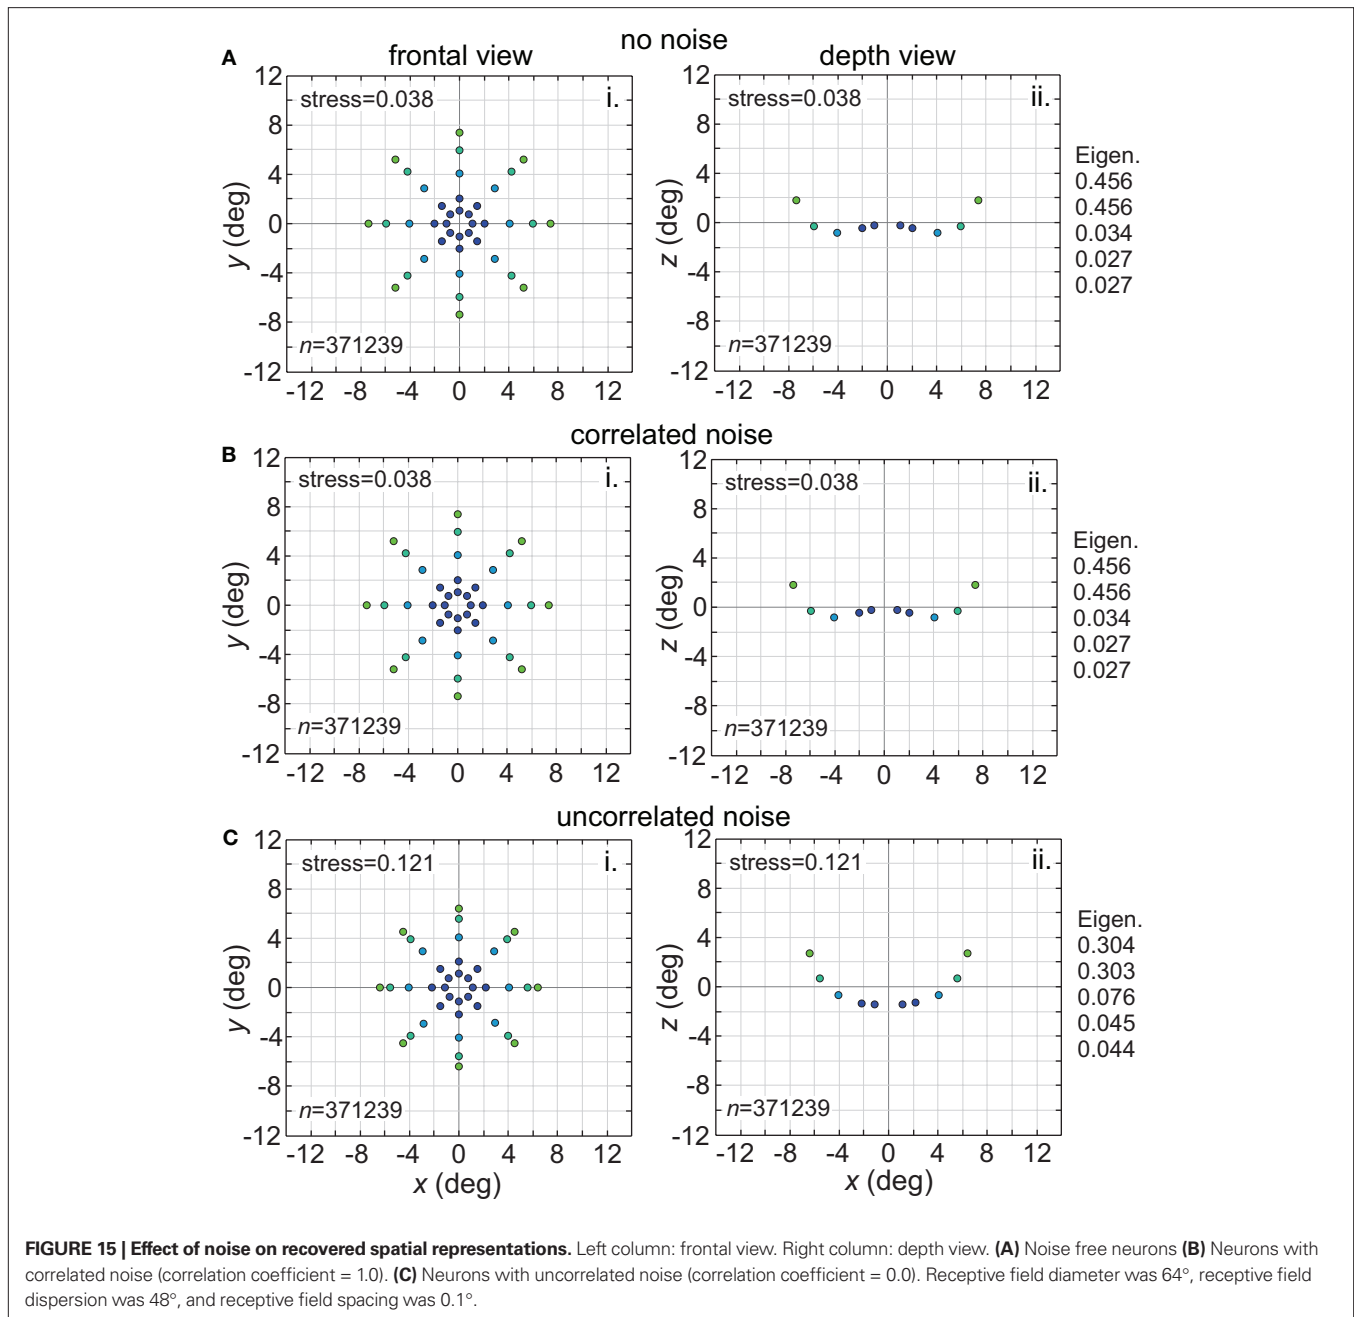 no noise
A frontal view depth view
stress=0.038 i.
12
8
4
0
-4
-8
-12
y (deg)
n=371239
-12 -8 -4 0 4 8 12
stress=0.038 ii.
12
8
4
0
-4
-8
-12
z (deg)
n=371239
-12 -8 -4 0 4 8 12
Eigen.
0.456
0.456
0.034
0.027
0.027
correlated noise
B
stress=0.038 i.
12
8
4
0
-4
-8
-12
y (deg)
n=371239
-12 -8 -4 0 4 8 12
stress=0.038 ii.
12
8
4
0
-4
-8
-12
z (deg)
n=371239
-12 -8 -4 0 4 8 12
Eigen.
0.456
0.456
0.034
0.027
0.027
uncorrelated noise
C
stress=0.121 i.
12
8
4
0
-4
-8
-12
y (deg)
n=371239
-12 -8 -4 0 4 8 12
x (deg)
stress=0.121 ii.
12
8
4
0
-4
-8
-12
z (deg)
n=371239
-12 -8 -4 0 4 8 12
x (deg)
Eigen.
0.304
0.303
0.076
0.045
0.044
FIGURE 15 | Effect of noise on recovered spatial representations. Left column: frontal view. Right column: depth view. (A) Noise free neurons (B) Neurons with
correlated noise (correlation coefficient = 1.0). (C) Neurons with uncorrelated noise (correlation coefficient = 0.0). Receptive field diameter was 64°, receptive field
dispersion was 48°, and receptive field spacing was 0.1°.